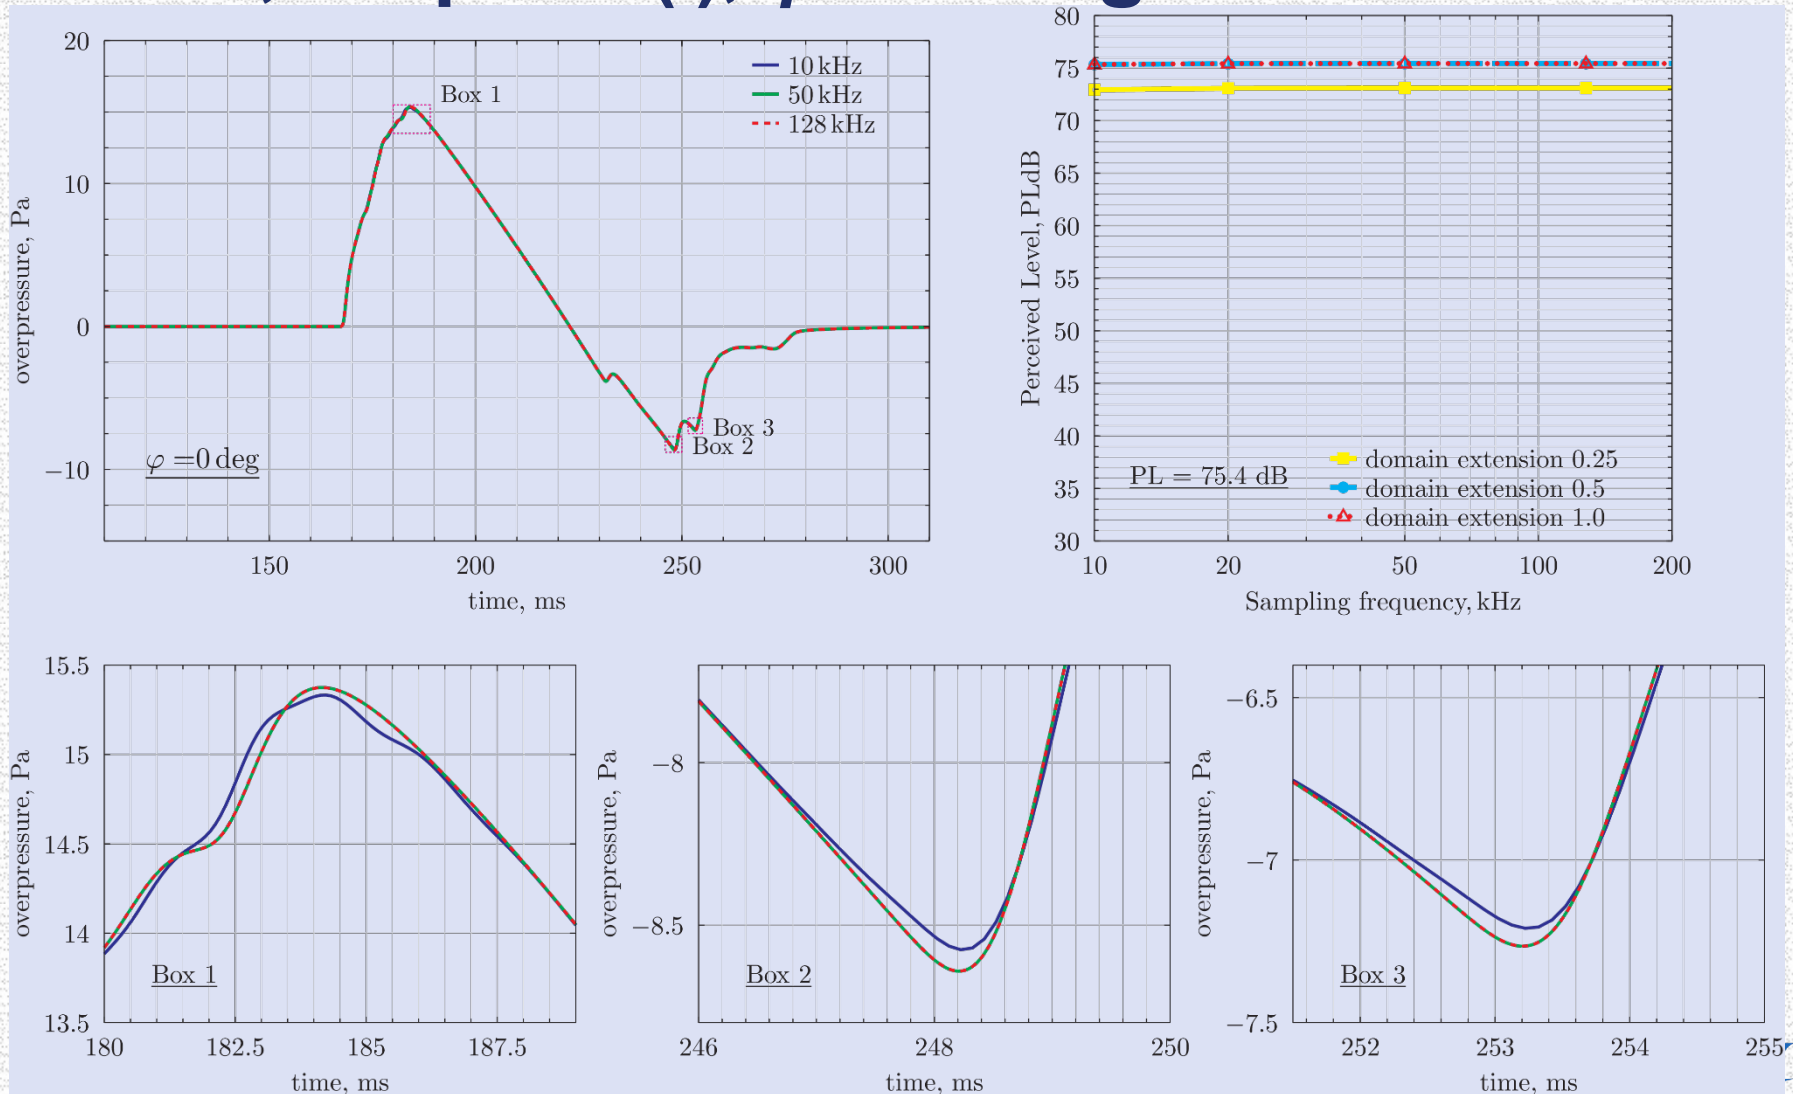 20
10
0
−10
overpressure, Pa
10 kHz
50 kHz
128 kHz
Box 1
Box 3
Box 2
φ =0 deg
150
200
250
300
time, ms
80
75
70
65
60
55
50
45
40
35
30
Perceived Level, PLdB
PL = 75.4 dB
domain extension 0.25
domain extension 0.5
domain extension 1.0
10
20
50
100
200
Sampling frequency, kHz
15.5
15
14.5
14
13.5
overpressure, Pa
Box 1
180
182.5
185
187.5
time, ms
−8
−8.5
overpressure, Pa
Box 2
246
248
250
time, ms
−6.5
−7
−7.5
overpressure, Pa
Box 3
252
253
254
255
time, ms